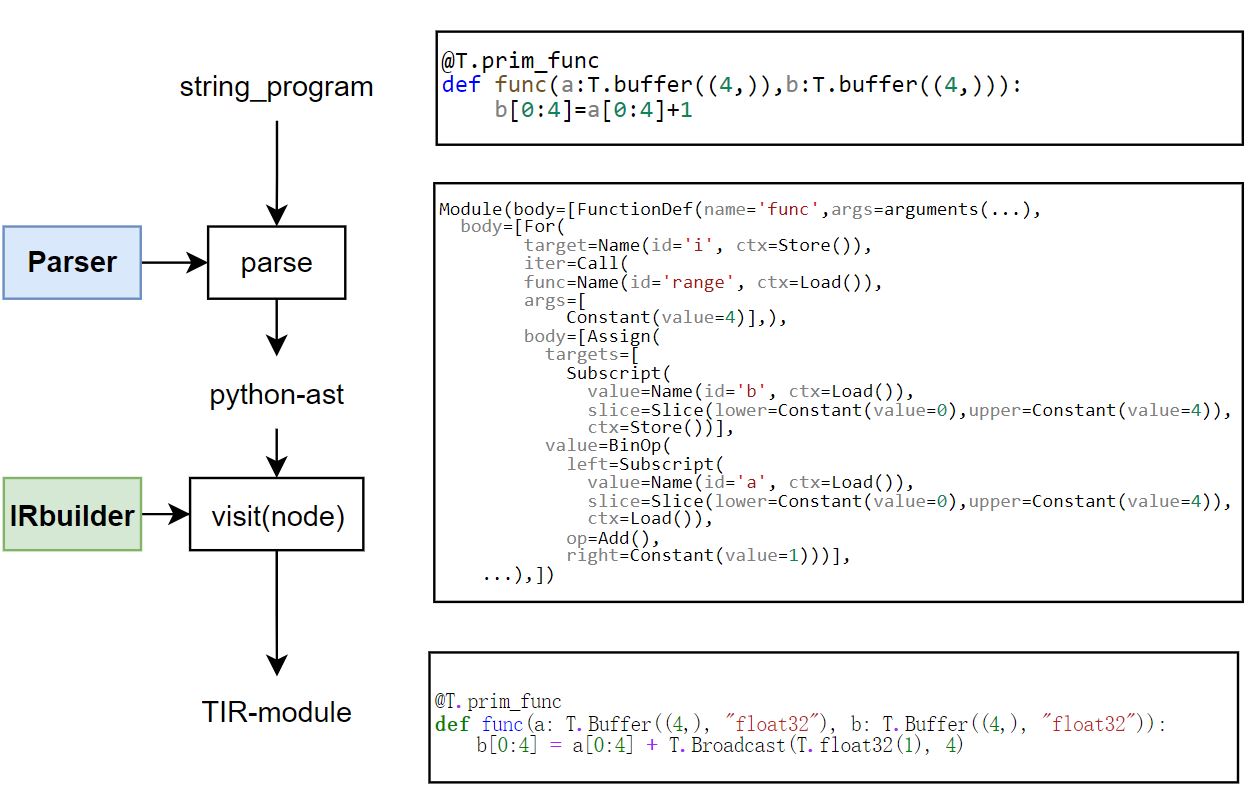 string_program
Parser
parse
python-ast
IRbuilder
visit(node)
TIR-module
@T.prim_func
def func(a:T.buffer((4,)),b:T.buffer((4,))):
    b[0:4]=a[0:4]+1
Module(body=[FunctionDef(name='func',args=arguments(...),
  body=[For(
        target=Name(id='i', ctx=Store()),
        iter=Call(
        func=Name(id='range', ctx=Load()),
        args=[
            Constant(value=4)],),
        body=[Assign(
          targets=[
            Subscript(
              value=Name(id='b', ctx=Load()),
              slice=Slice(lower=Constant(value=0),upper=Constant(value=4)),
              ctx=Store())],
          value=BinOp(
            left=Subscript(
              value=Name(id='a', ctx=Load()),
              slice=Slice(lower=Constant(value=0),upper=Constant(value=4)),
              ctx=Load()),
            op=Add(),
            right=Constant(value=1)))],
    ...),])
@T.prim_func
def func(a: T.Buffer((4,), "float32"), b: T.Buffer((4,), "float32")):
    b[0:4] = a[0:4] + T.Broadcast(T.float32(1), 4)